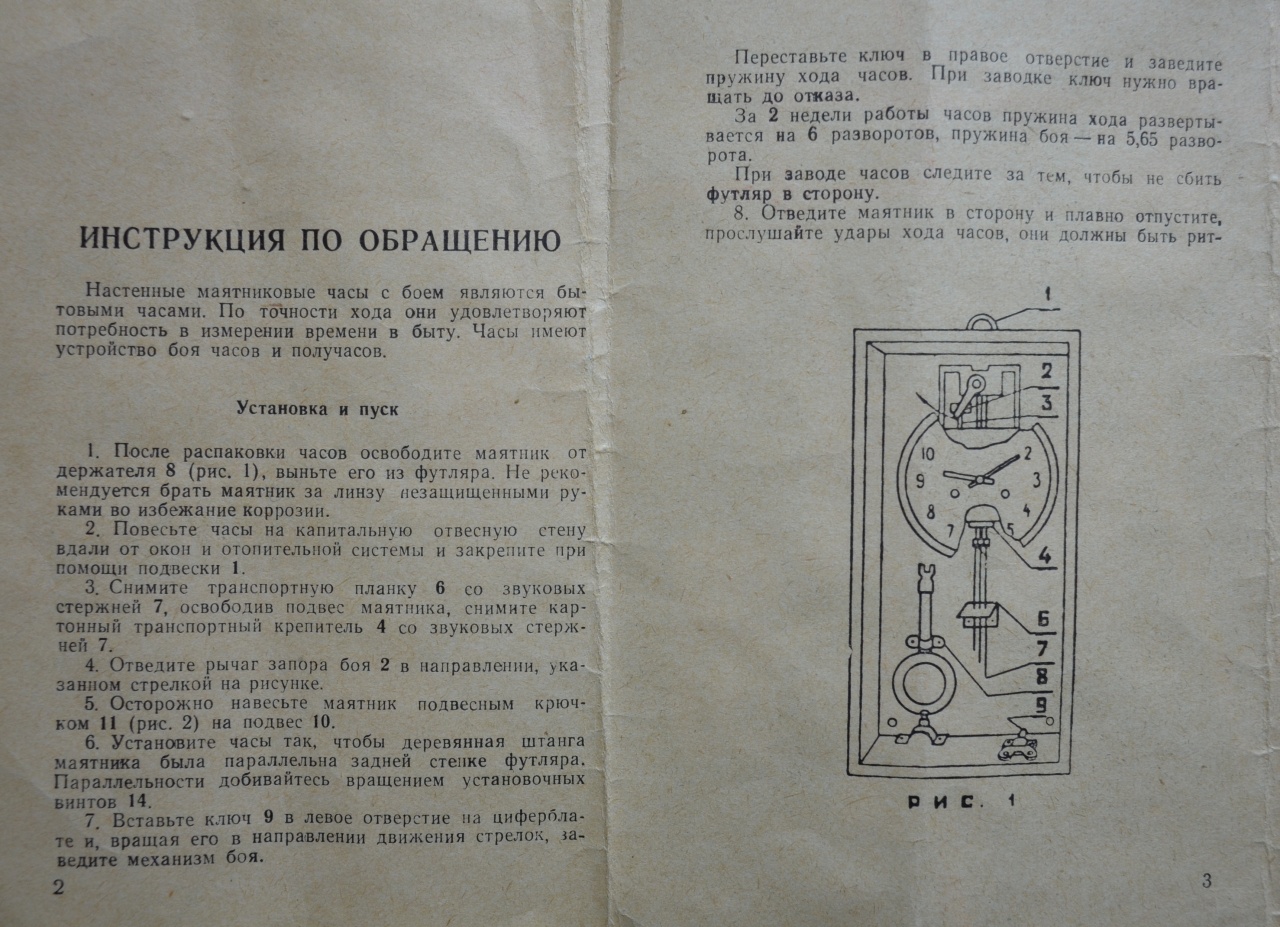 ИНСТРУКЦИЯ ПО ОБРАЩЕНИЮ
Настенные маятниковые часы с боем являются бы-
товыми часами. По точности хода они удовлетворяют
потребность в измерении времени в быту. Часы имеют
устройство боя часов и получасов.
Установка и пуск
1. После распаковки часов освободите маятник от
держателя 8 (рис. 1), выньте его из футляра. Не реко-
мендуется брать маятник за линзу незащищенными ру-
ками во избежание коррозии.
2. Повесьте часы на капитальную отвесную стену
вдали от окон и отопительной системы и закрепите при
помощи подвески 1.
3. Снимите транспортную планку 6 со звуковых
стержней 7, освободив подвес маятника, снимите кар-
тонный транспортный крепитель 4 со звуковых стерж-
ней 7.
4. Отведите рычаг запора боя 2 в направлении, ука-
занном стрелкой на рисунке.
5. Осторожно навесьте маятник подвесным крюч-
ком 11 (рис. 2) на подвес 10.
6. Установите часы так, чтобы деревянная штанга
маятника была параллельна задней стенке футляра.
Параллельности добивайтесь вращением установочных
винтов 14.
7. Вставьте ключ 9 в левое отверстие на цифербла-
те и, вращая его в направлении движения стрелок, за-
ведите механизм боя.
2
Переставьте ключ в правое отверстие и заведите
пружину хода часов. При заводке ключ нужно вра-
щать до отказа.
За 2 недели работы часов пружина хода разверты-
вается на 6 разворотов, пружина боя — на 5,65 разво-
рота.
При заводе часов следите за тем, чтобы не сбить
футляр в сторону.
8. Отведите маятник в сторону и плавно отпустите,
прослушайте удары хода часов, они должны быть рит-
1
2
3
10 2
9 3
8 4
7 5
4
6
7
8
9
РИС. 1
3